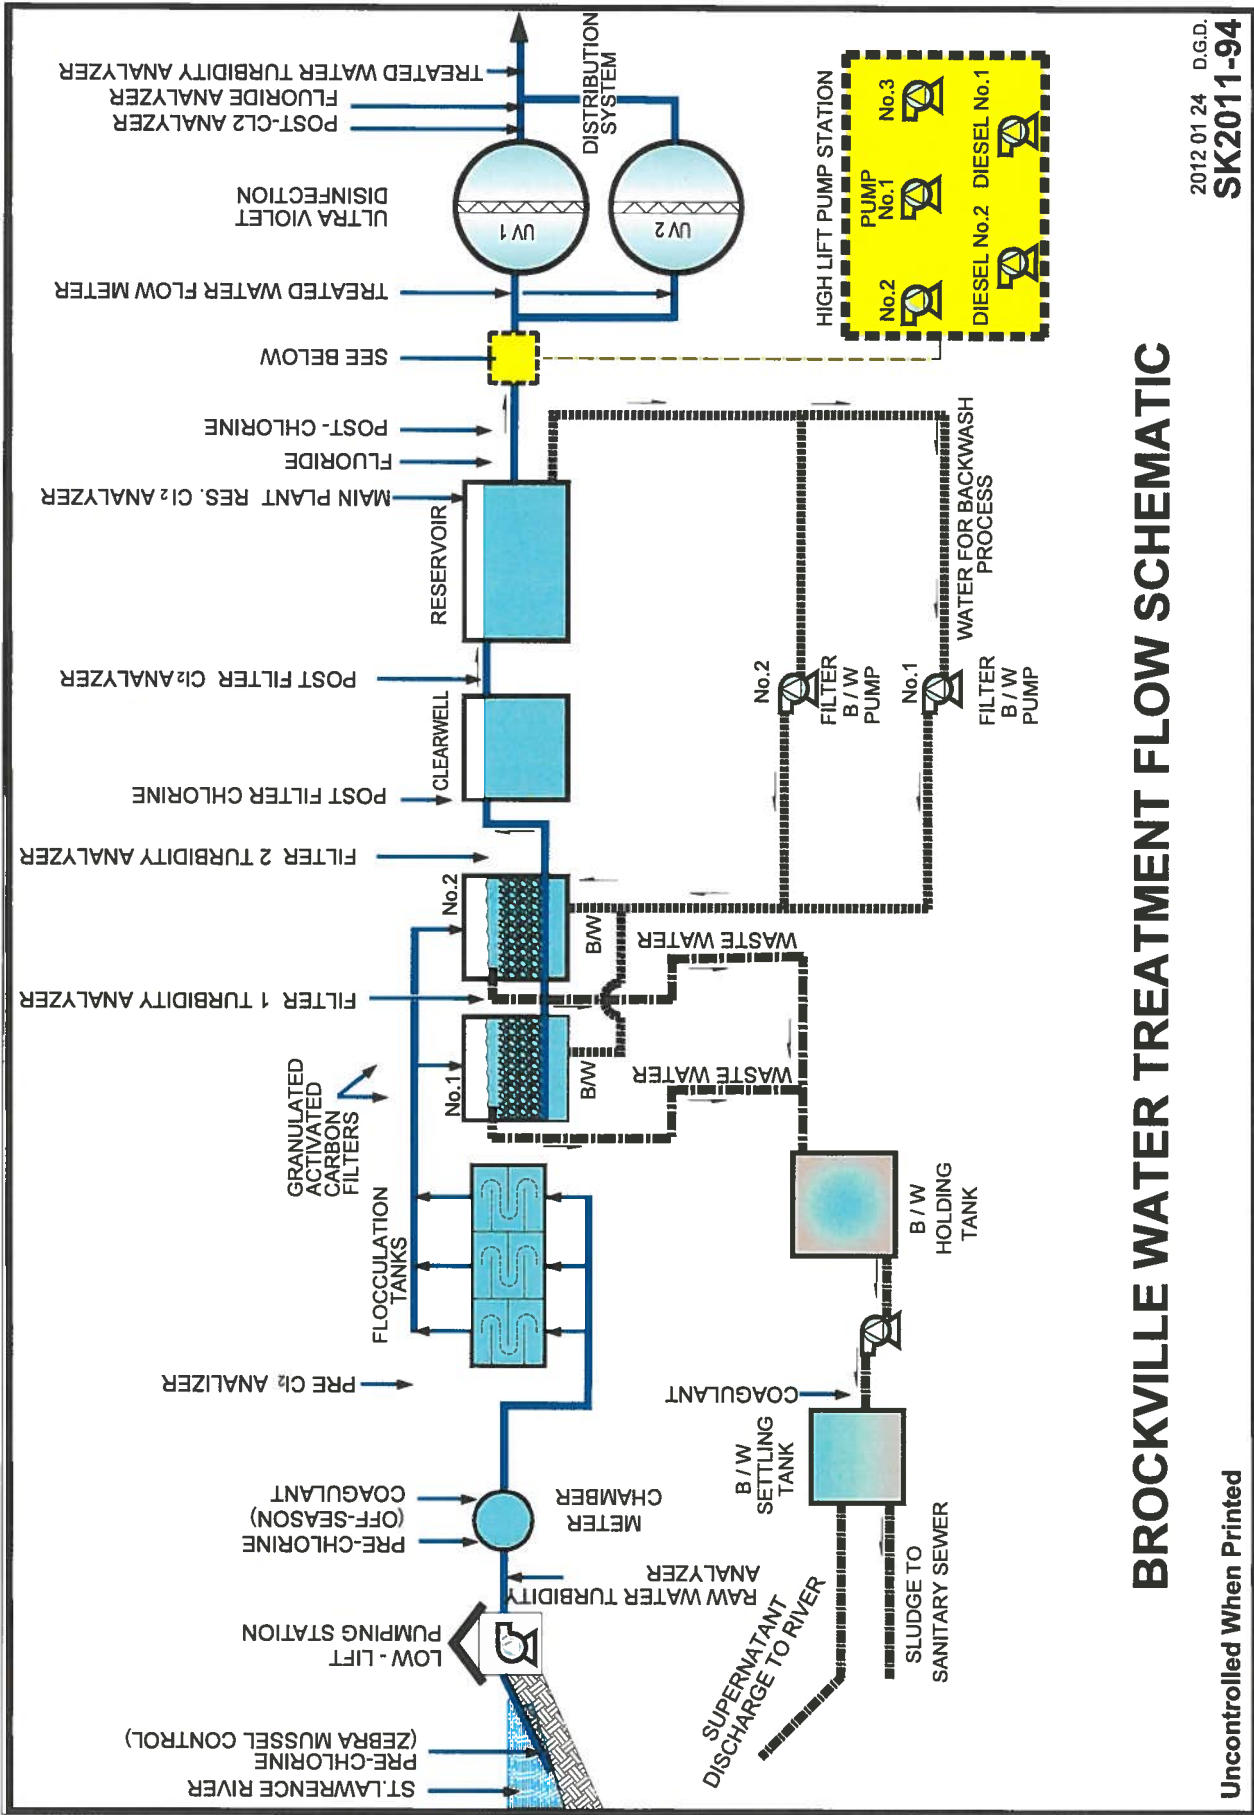 ST.LAWRENCE RIVER
PRE-CHLORINE
(ZEBRA MUSSEL CONTROL)
LOW - LIFT
PUMPING STATION
RAW WATER TURBIDITY
ANALYZER
PRE-CHLORINE
(OFF-SEASON)
COAGULANT
METER
CHAMBER
PRE Cl2 ANALIZER
FLOCCULATION
TANKS
GRANULATED
ACTIVATED
CARBON
FILTERS
No.1
FILTER 1 TURBIDITY ANALYZER
No.2
FILTER 2 TURBIDITY ANALYZER
B/W
B/W
WASTE WATER
WASTE WATER
POST FILTER CHLORINE
CLEARWELL
POST FILTER Cl2 ANALYZER
RESERVOIR
MAIN PLANT RES. Cl2 ANALYZER
FLUORIDE
POST - CHLORINE
SEE BELOW
TREATED WATER FLOW METER
ULTRA VIOLET
DISINFECTION
UV 1
UV 2
POST-CL2 ANALYZER
FLUORIDE ANALYZER
TREATED WATER TURBIDITY ANALYZER
DISTRIBUTION
SYSTEM
HIGH LIFT PUMP STATION
No.2
PUMP
No.1
No.3
DIESEL No.2
DIESEL No.1
No.2
FILTER
B / W
PUMP
No.1
FILTER
B / W
PUMP
WATER FOR BACKWASH
PROCESS
B / W
HOLDING
TANK
COAGULANT
B / W
SETTLING
TANK
SUPERNATANT
DISCHARGE TO RIVER
SLUDGE TO
SANITARY SEWER
BROCKVILLE WATER TREATMENT FLOW SCHEMATIC
Uncontrolled When Printed
2012 01 24 D.G.D.
SK2011-94